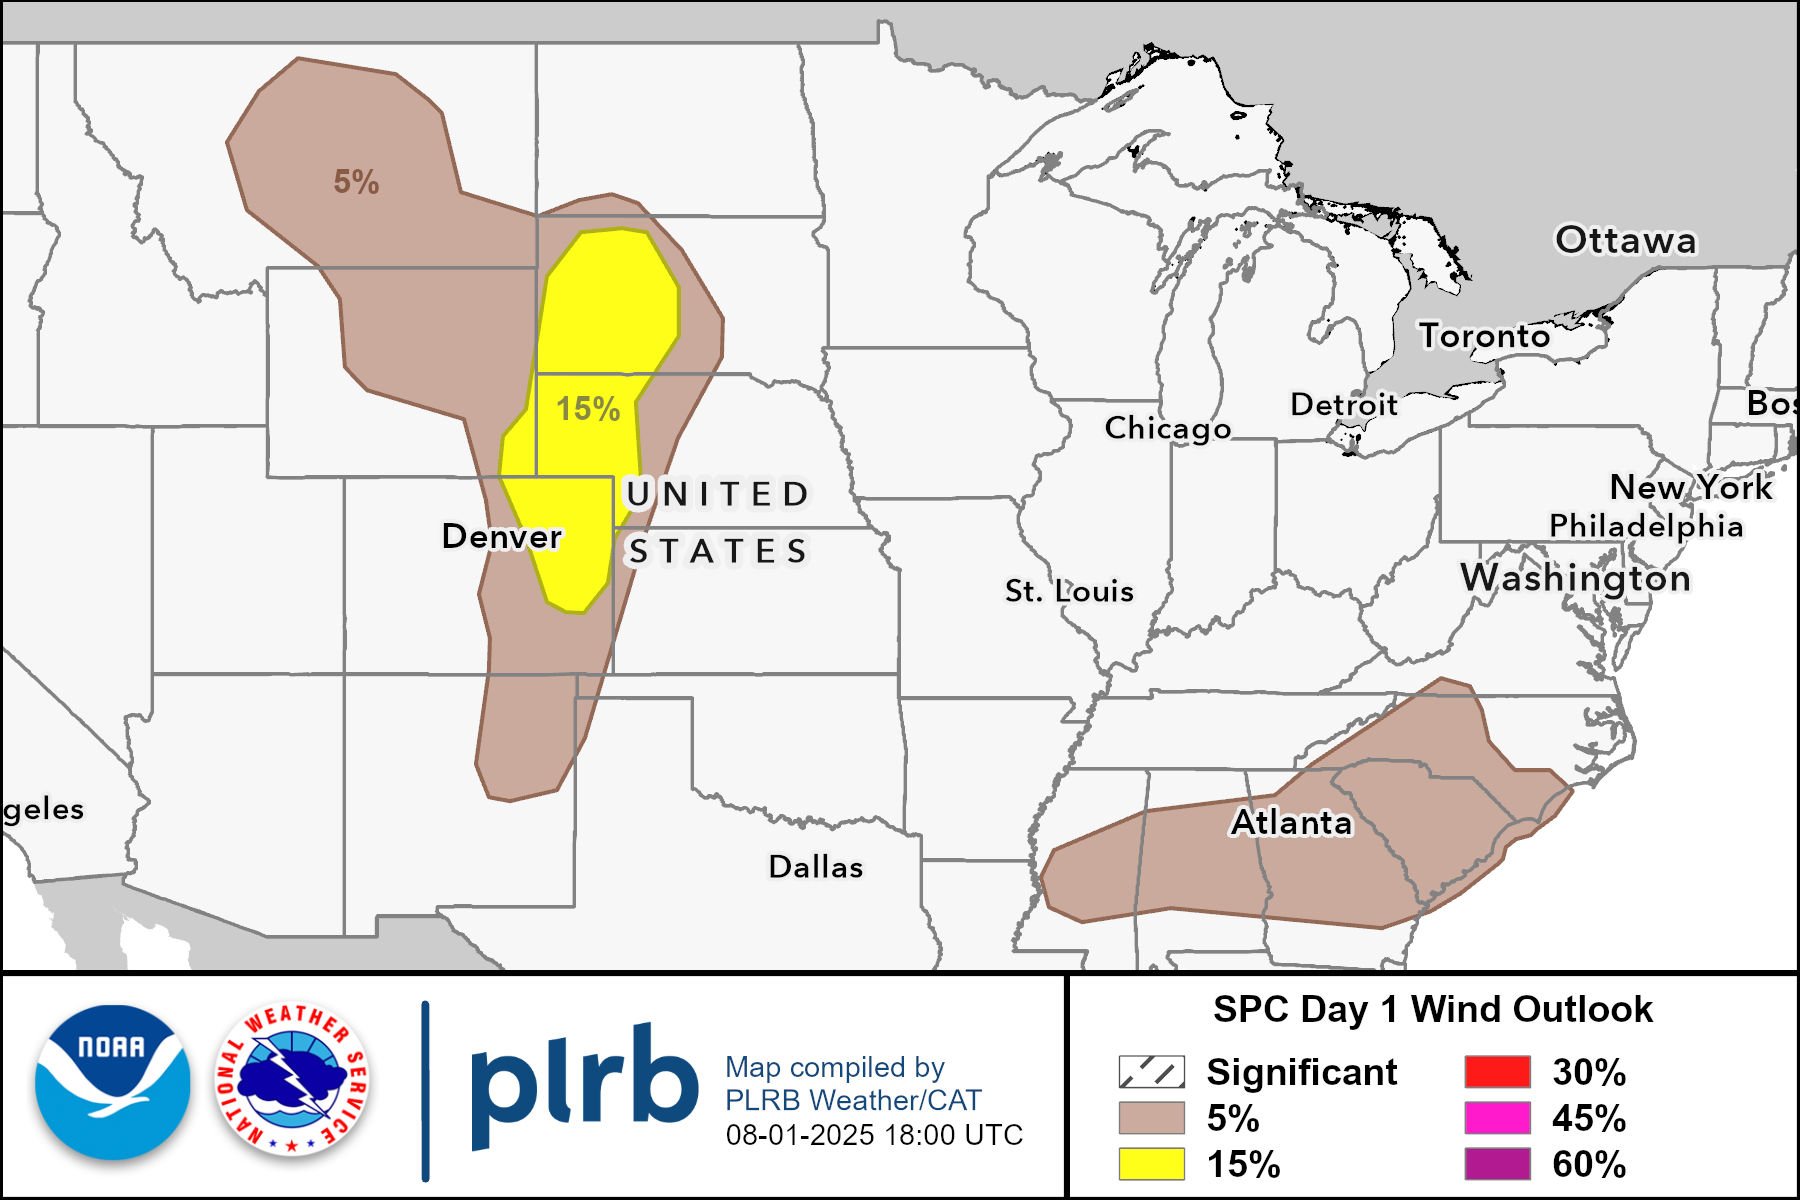 5%
Ottawa
Toronto
Detroit
Bos
15%
Chicago
New York
UNITED
Philadelphia
Denver
STATES
Washington
St. Louis
geles
Atlanta
Dallas
NOAA
NATIONAL WEATHER SERVICE
plrb
Map compiled by
PLRB Weather/CAT
08-01-2025 18:00 UTC
SPC Day 1 Wind Outlook
Significant
5%
15%
30%
45%
60%